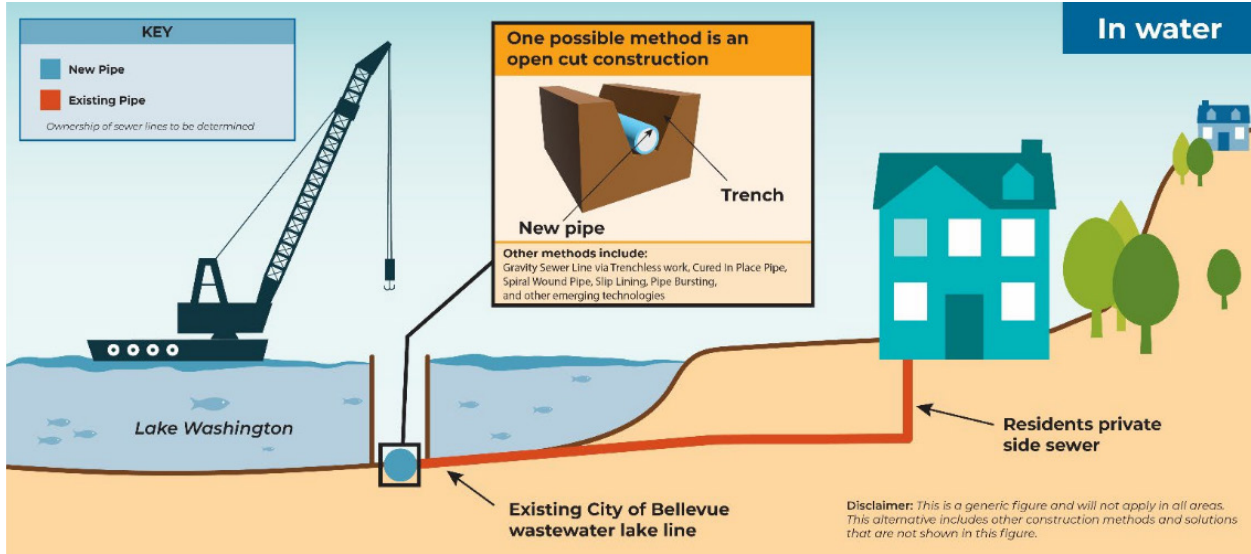 KEY
New Pipe
Existing Pipe
Ownership of sewer lines to be determined
One possible method is an
open cut construction
Trench
New pipe
Other methods include:
Gravity Sewer Line via Trenchless work, Cured In Place Pipe,
Spiral Wound Pipe, Slip Lining, Pipe Bursting,
and other emerging technologies
In water
Lake Washington
Existing City of Bellevue
wastewater lake line
Residents private
side sewer
Disclaimer: This is a generic figure and will not apply in all areas.
This alternative includes other construction methods and solutions
that are not shown in this figure.